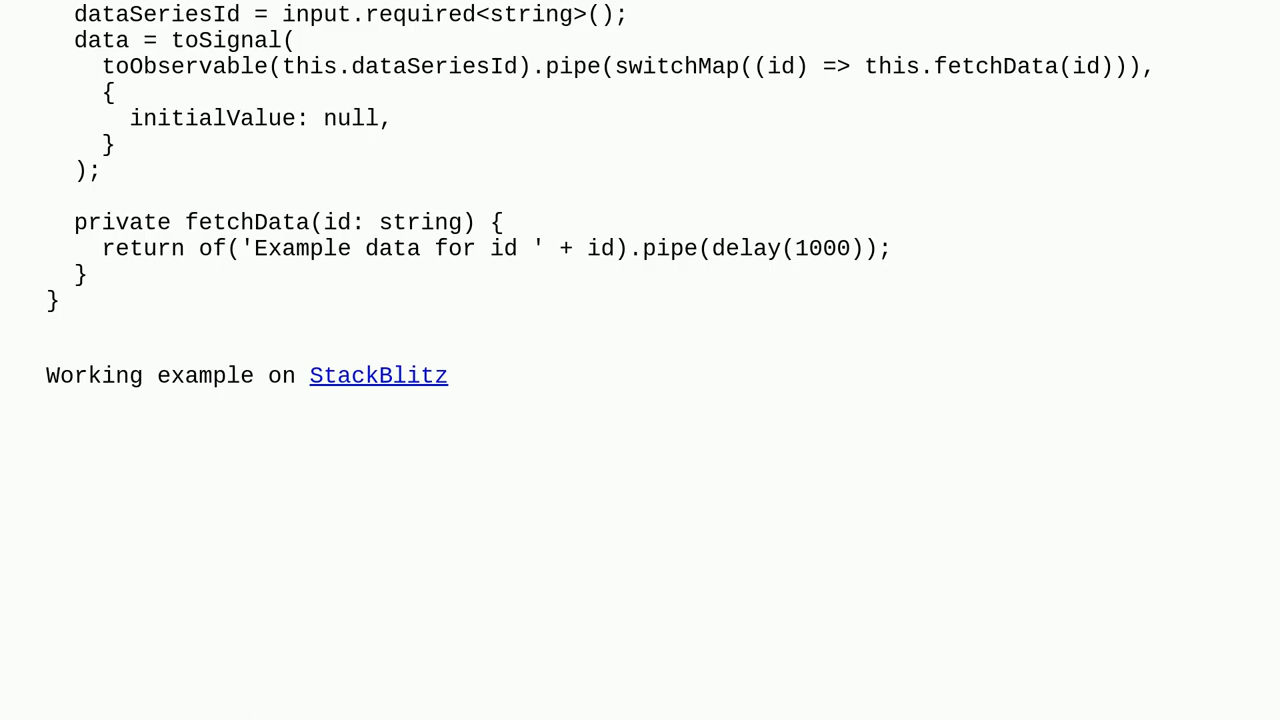 dataSeriesId = input.required<string>();
data = toSignal(
toObservable(this.dataSeriesId).pipe(switchMap((id) => this.fetchData(id))),
{
initialValue: null,
}
);
private fetchData(id: string) {
return of('Example data for id ' + id).pipe(delay(1000));
}
}
Working example on StackBlitz